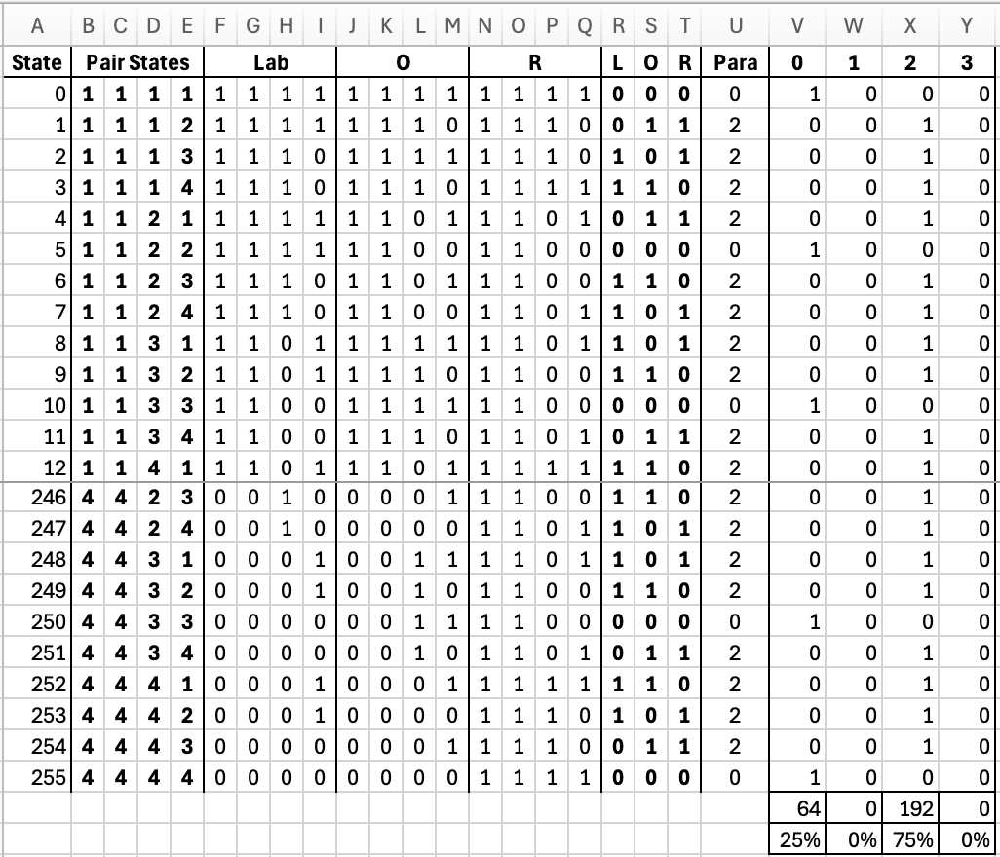 A B C D E F G H I J K L M N O P Q R S T U V W X Y
State Pair States Lab O R L O R Para 0 1 2 3
0 1 1 1 1 1 1 1 1 1 1 1 1 1 1 1 1 0 0 0 0 1 0 0 0
1 1 1 1 2 1 1 1 1 1 1 1 0 1 1 1 0 0 1 1 2 0 0 1 0
2 1 1 1 3 1 1 1 0 1 1 1 1 1 1 1 0 1 0 1 2 0 0 1 0
3 1 1 1 4 1 1 1 0 1 1 1 0 1 1 1 1 1 1 0 2 0 0 1 0
4 1 1 2 1 1 1 1 1 1 1 0 1 1 1 0 1 0 1 1 2 0 0 1 0
5 1 1 2 2 1 1 1 1 1 1 0 0 1 1 0 0 0 0 0 0 1 0 0 0
6 1 1 2 3 1 1 1 0 1 1 0 1 1 1 0 0 1 1 0 2 0 0 1 0
7 1 1 2 4 1 1 1 0 1 1 0 0 1 1 0 1 1 0 1 2 0 0 1 0
8 1 1 3 1 1 1 0 1 1 1 1 1 1 1 0 1 1 0 1 2 0 0 1 0
9 1 1 3 2 1 1 0 1 1 1 1 0 1 1 0 0 1 1 0 2 0 0 1 0
10 1 1 3 3 1 1 0 0 1 1 1 1 1 1 0 0 0 0 0 0 1 0 0 0
11 1 1 3 4 1 1 0 0 1 1 1 0 1 1 0 1 0 1 1 2 0 0 1 0
12 1 1 4 1 1 1 0 1 1 1 0 1 1 1 1 1 1 1 0 2 0 0 1 0
246 4 4 2 3 0 0 1 0 0 0 0 1 1 1 0 0 1 1 0 2 0 0 1 0
247 4 4 2 4 0 0 1 0 0 0 0 0 1 1 0 1 1 0 1 2 0 0 1 0
248 4 4 3 1 0 0 0 1 0 0 1 1 1 1 0 1 1 0 1 2 0 0 1 0
249 4 4 3 2 0 0 0 1 0 0 1 0 1 1 0 0 1 1 0 2 0 0 1 0
250 4 4 3 3 0 0 0 0 0 0 1 1 1 1 0 0 0 0 0 0 1 0 0 0
251 4 4 3 4 0 0 0 0 0 0 1 0 1 1 0 1 0 1 1 2 0 0 1 0
252 4 4 4 1 0 0 0 1 0 0 0 1 1 1 1 1 1 1 0 2 0 0 1 0
253 4 4 4 2 0 0 0 1 0 0 0 0 1 1 1 0 1 0 1 2 0 0 1 0
254 4 4 4 3 0 0 0 0 0 0 0 1 1 1 1 0 0 1 1 2 0 0 1 0
255 4 4 4 4 0 0 0 0 0 0 0 0 1 1 1 1 0 0 0 0 1 0 0 0
64 0 192 0
25% 0% 75% 0%